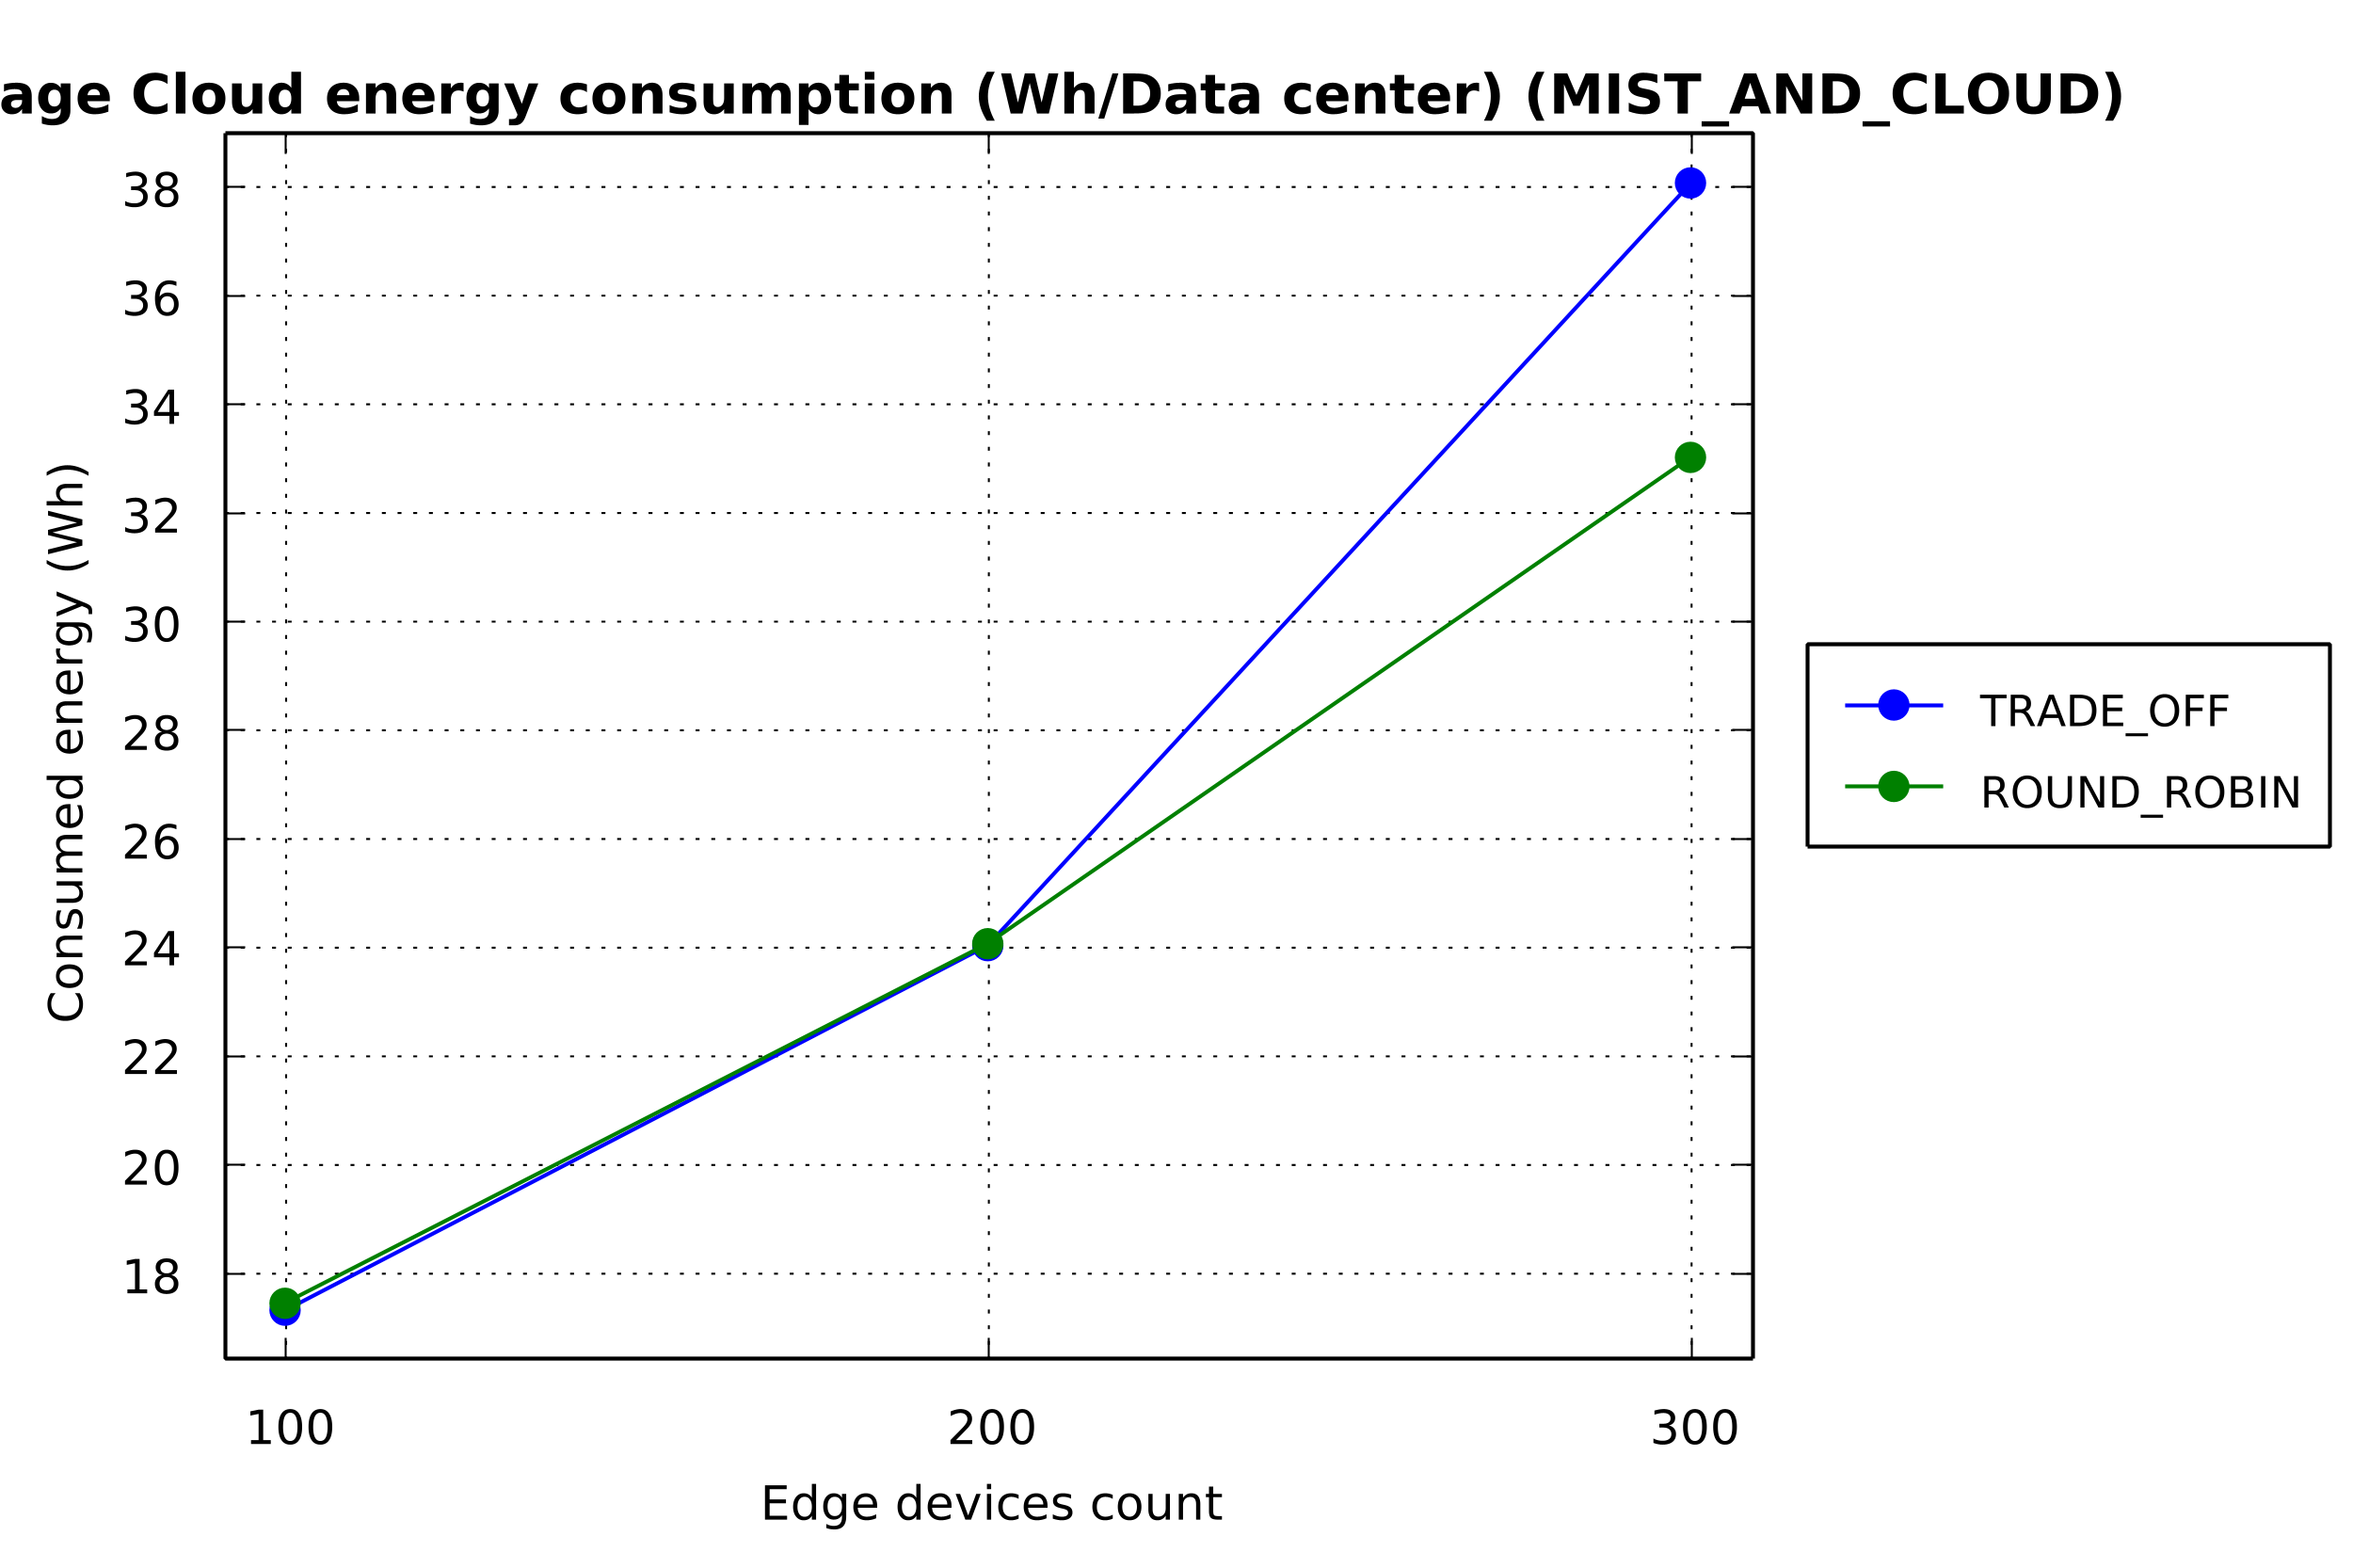 age Cloud energy consumption (Wh/Data center) (MIST_AND_CLOUD)
38
36
34
32
30
28
26
24
22
20
18
Consumed energy (Wh)
100 200 300
Edge devices count
TRADE_OFF
ROUND_ROBIN